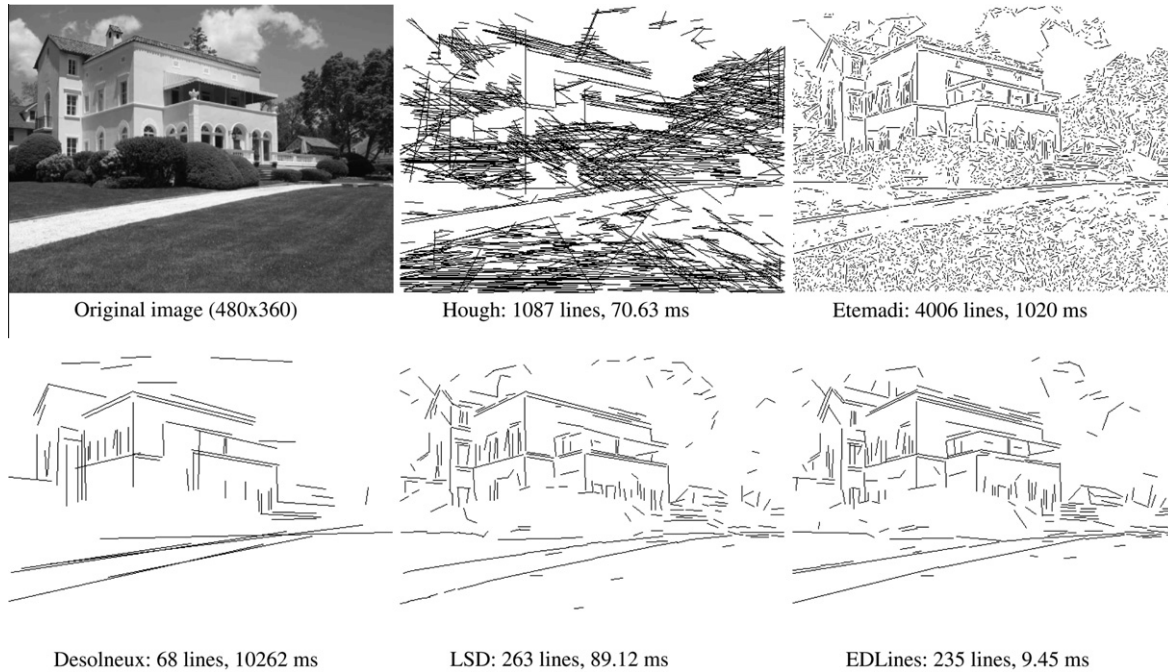 Original image (480x360)
Hough: 1087 lines, 70.63 ms
Etemadi: 4006 lines, 1020 ms
Desolneux: 68 lines, 10262 ms
LSD: 263 lines, 89.12 ms
EDLines: 235 lines, 9.45 ms